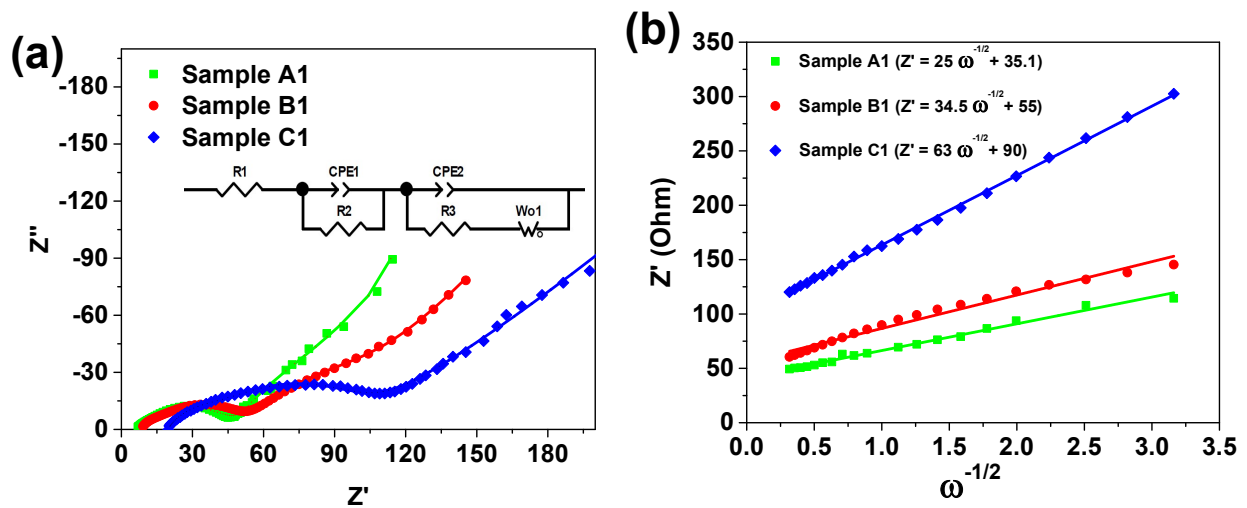 (a)
Sample A1
Sample B1
Sample C1
R1
CPE1
CPE2
R2
R3
Wo1
-180
-150
-120
-90
-60
-30
0
Z"
0 30 60 90 120 150 180
Z'
(b)
Sample A1 (Z' = 25 ω^-1/2 + 35.1)
Sample B1 (Z' = 34.5 ω^-1/2 + 55)
Sample C1 (Z' = 63 ω^-1/2 + 90)
350
300
250
200
150
100
50
0
Z' (Ohm)
0.0 0.5 1.0 1.5 2.0 2.5 3.0 3.5
ω^-1/2